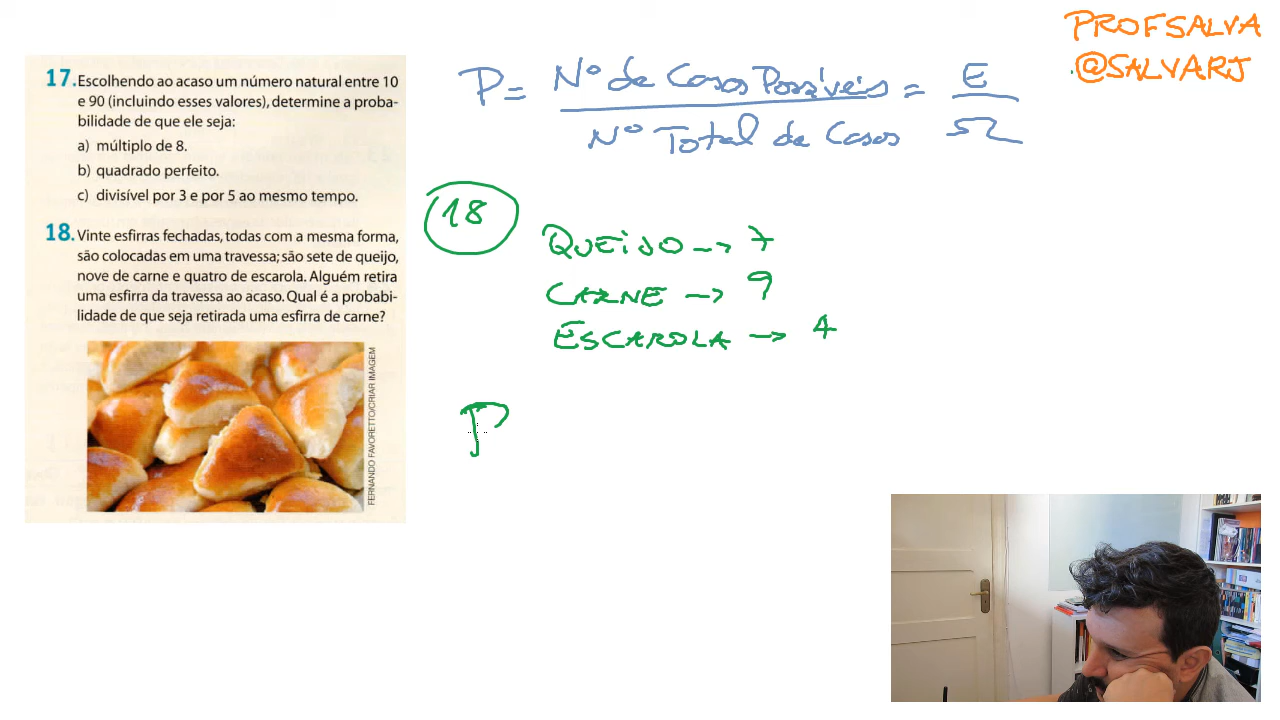 17. Escolhendo ao acaso um número natural entre 10
e 90 (incluindo esses valores), determine a proba-
bilidade de que ele seja:
a) múltiplo de 8.
b) quadrado perfeito.
c) divisível por 3 e por 5 ao mesmo tempo.
18. Vinte esfirras fechadas, todas com a mesma forma,
são colocadas em uma travessa; são sete de queijo,
nove de carne e quatro de escarola. Alguém retira
uma esfirra da travessa ao acaso. Qual é a probabi-
lidade de que seja retirada uma esfirra de carne?
FERNANDO FAVORETTO/CRIAR IMAGEM
P = Nº de Casos Possíveis = E
Nº Total de Casos Ω
18
QUEIJO → 7
CARNE → 9
ESCAROLA → 4
P
PROFSALVA
@SALVARJ